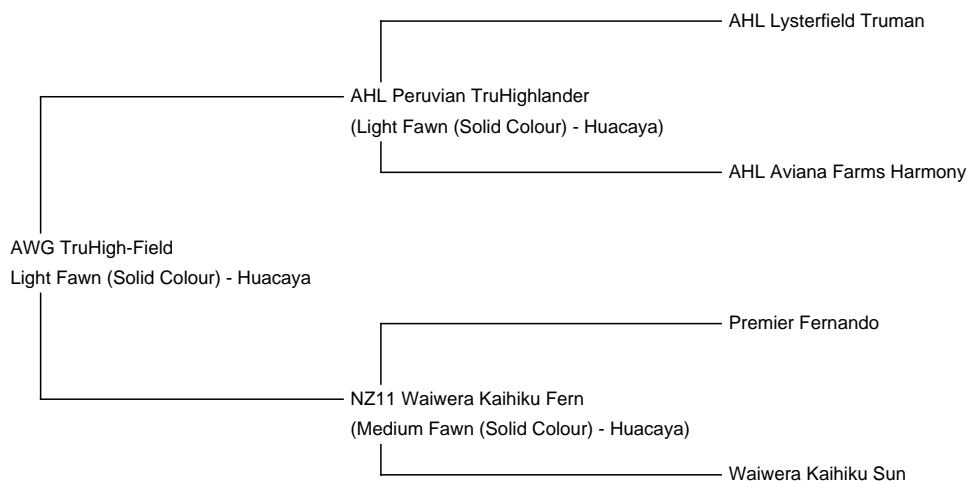 AHL Lysterfield Truman
AHL Peruvian TruHighlander
(Light Fawn (Solid Colour) - Huacaya)
AHL Aviana Farms Harmony
AWG TruHigh-Field
Light Fawn (Solid Colour) - Huacaya
Premier Fernando
NZ11 Waiwera Kaihiku Fern
(Medium Fawn (Solid Colour) - Huacaya)
Waiwera Kaihiku Sun